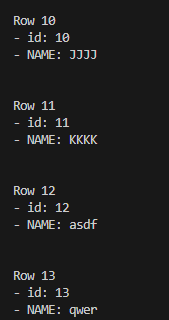 Row 10
- id: 10
- NAME: JJJJ
Row 11
- id: 11
- NAME: KKKK
Row 12
- id: 12
- NAME: asdf
Row 13
- id: 13
- NAME: qwer